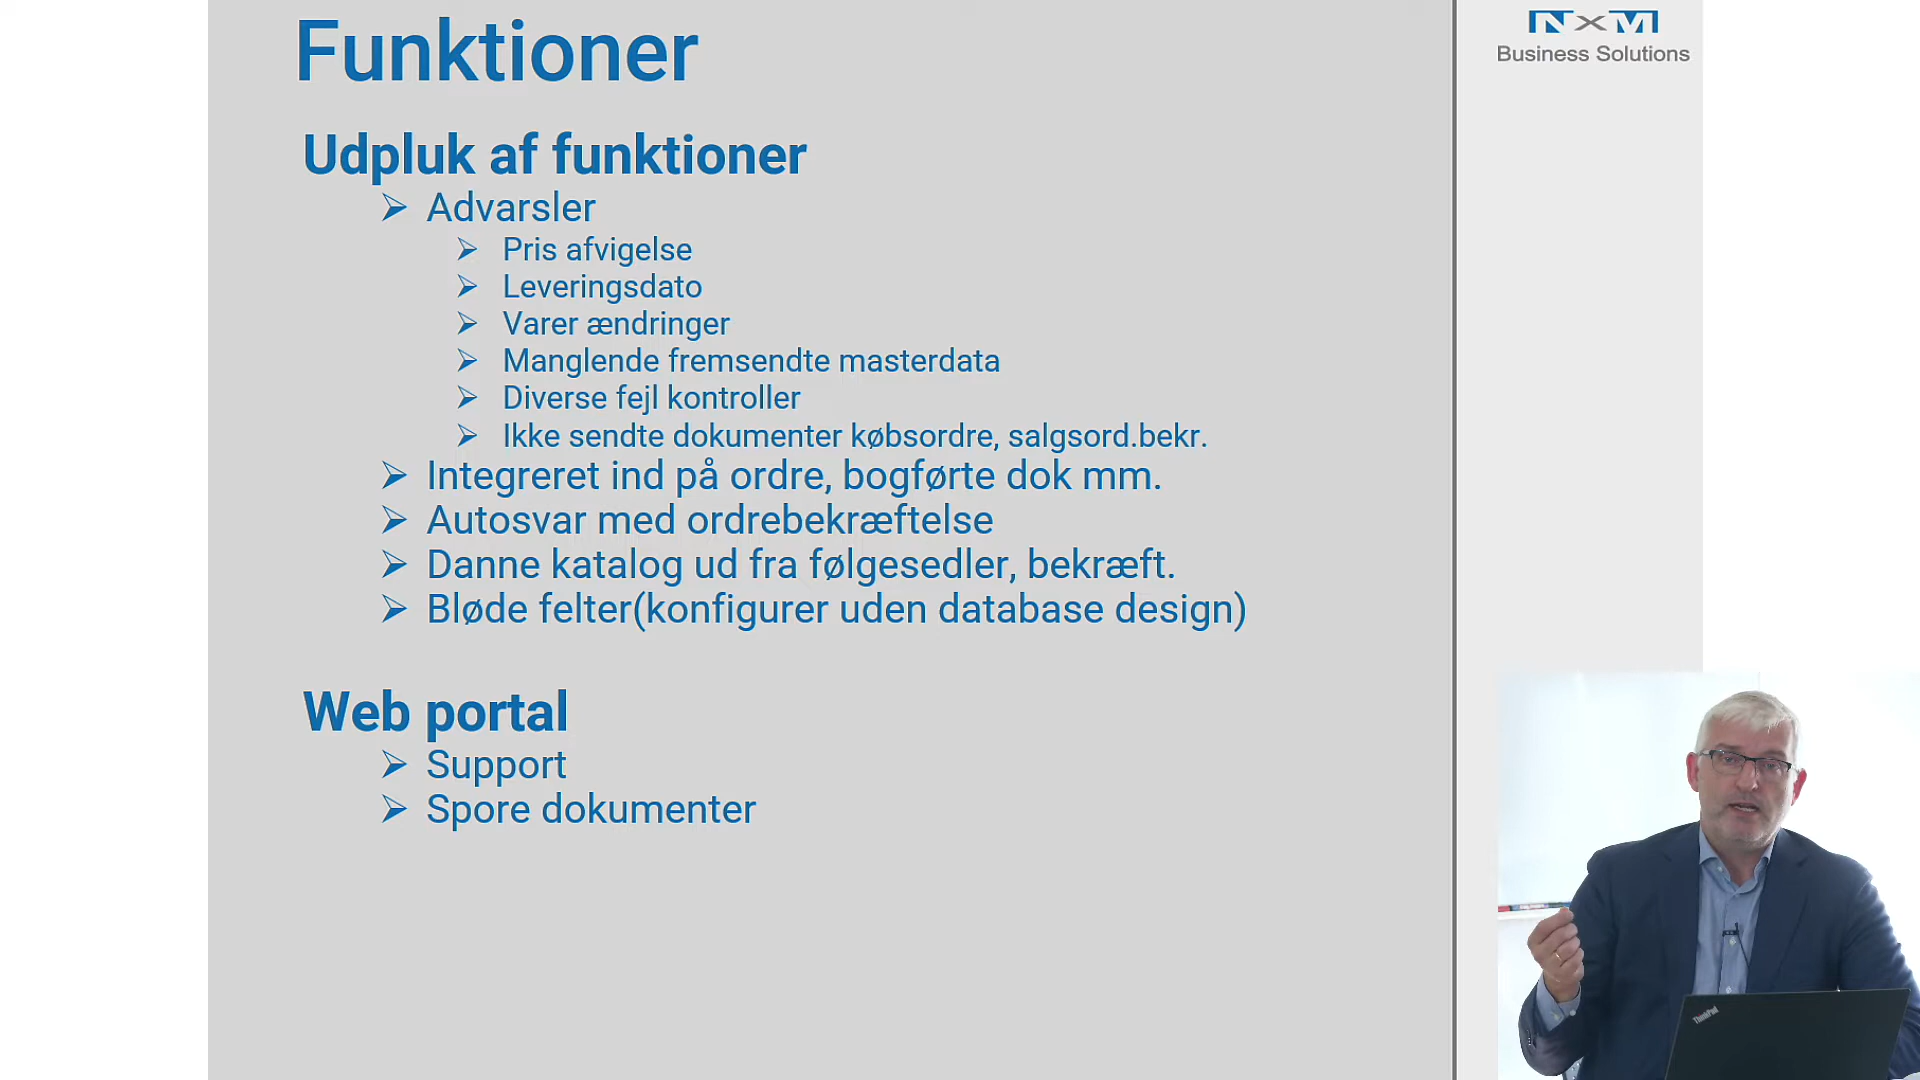 Funktioner
NxM
Business Solutions
Udpluk af funktioner
Advarsler
Pris afvigelse
Leveringsdato
Varer ændringer
Manglende fremsendte masterdata
Diverse fejl kontroller
Ikke sendte dokumenter købsordre, salgsord.bekr.
Integreret ind på ordre, bogførte dok mm.
Autosvar med ordrebekræftelse
Danne katalog ud fra følgesedler, bekræft.
Bløde felter(konfigurer uden database design)
Web portal
Support
Spore dokumenter
ThinkPad